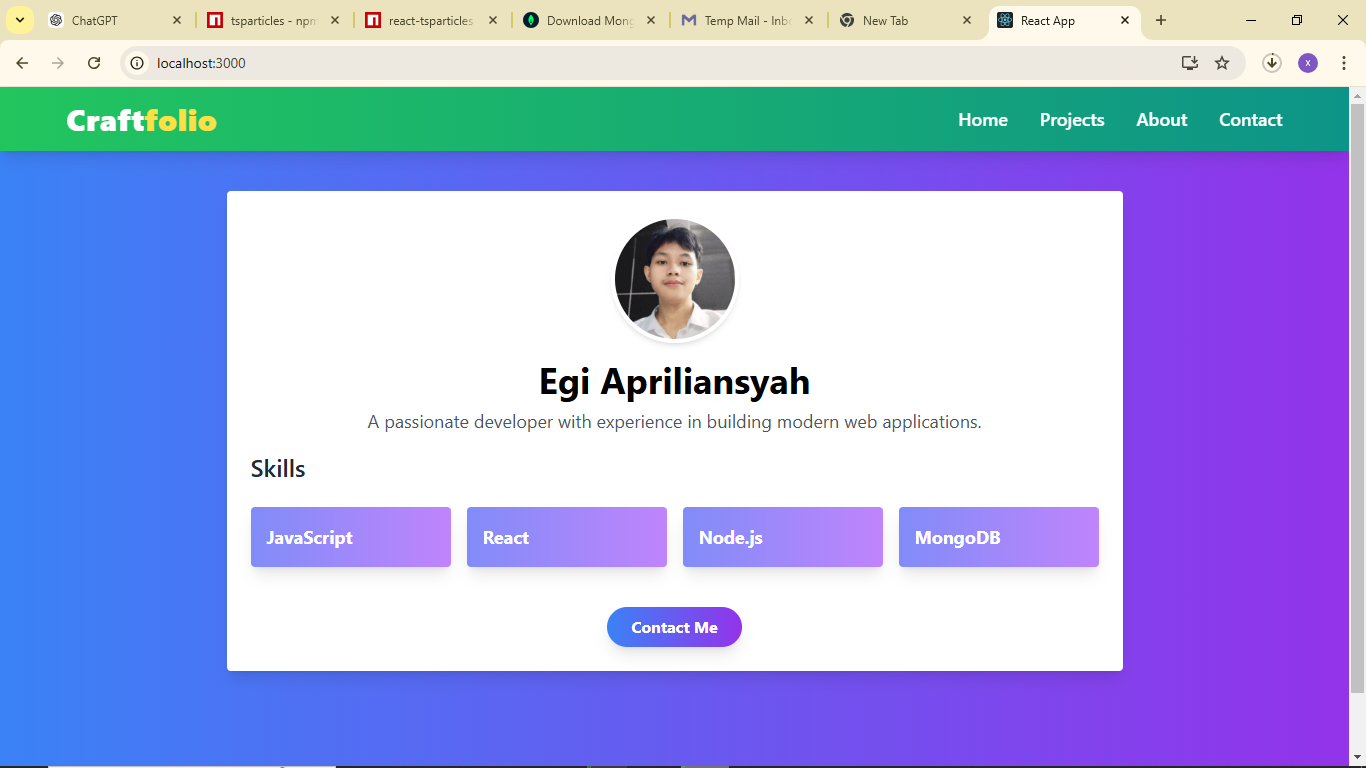 ChatGPT
tsparticles - npm
react-tsparticles
Download Mong
Temp Mail - Inbo
New Tab
React App
localhost:3000
x
Craftfolio
Home Projects About Contact
Egi Apriliansyah
A passionate developer with experience in building modern web applications.
Skills
JavaScript React Node.js MongoDB
Contact Me